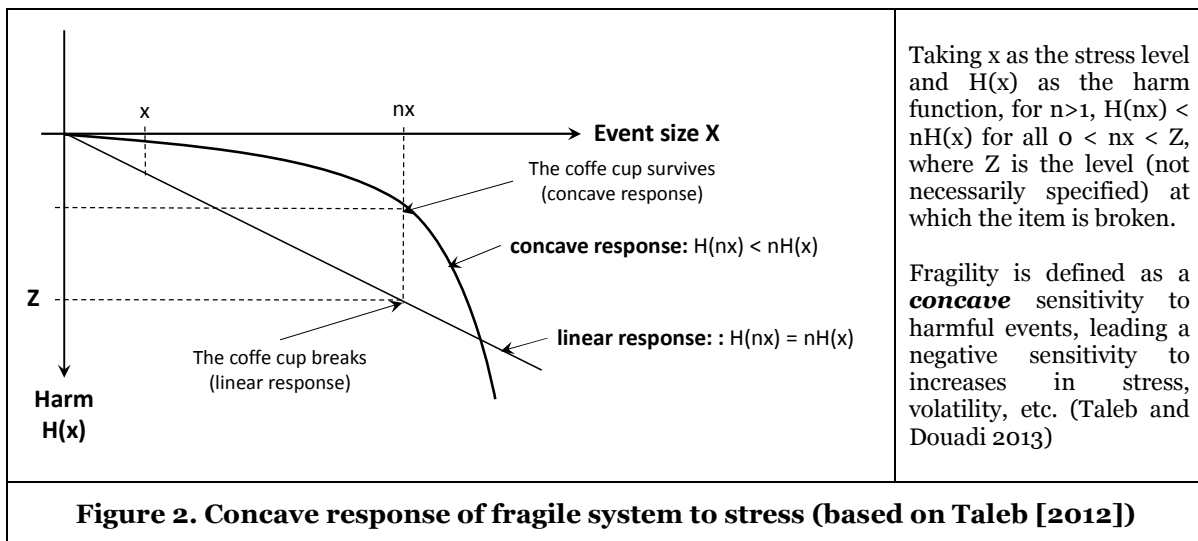 x
nx
Event size X
The coffe cup survives
(concave response)
concave response: H(nx) < nH(x)
Z
linear response: : H(nx) = nH(x)
The coffe cup breaks
(linear response)
Harm
H(x)
Taking x as the stress level
and H(x) as the harm
function, for n>1, H(nx) <
nH(x) for all 0 < nx < Z,
where Z is the level (not
necessarily specified) at
which the item is broken.
Fragility is defined as a
concave sensitivity to
harmful events, leading a
negative sensitivity to
increases in stress,
volatility, etc. (Taleb and
Douadi 2013)
Figure 2. Concave response of fragile system to stress (based on Taleb [2012])